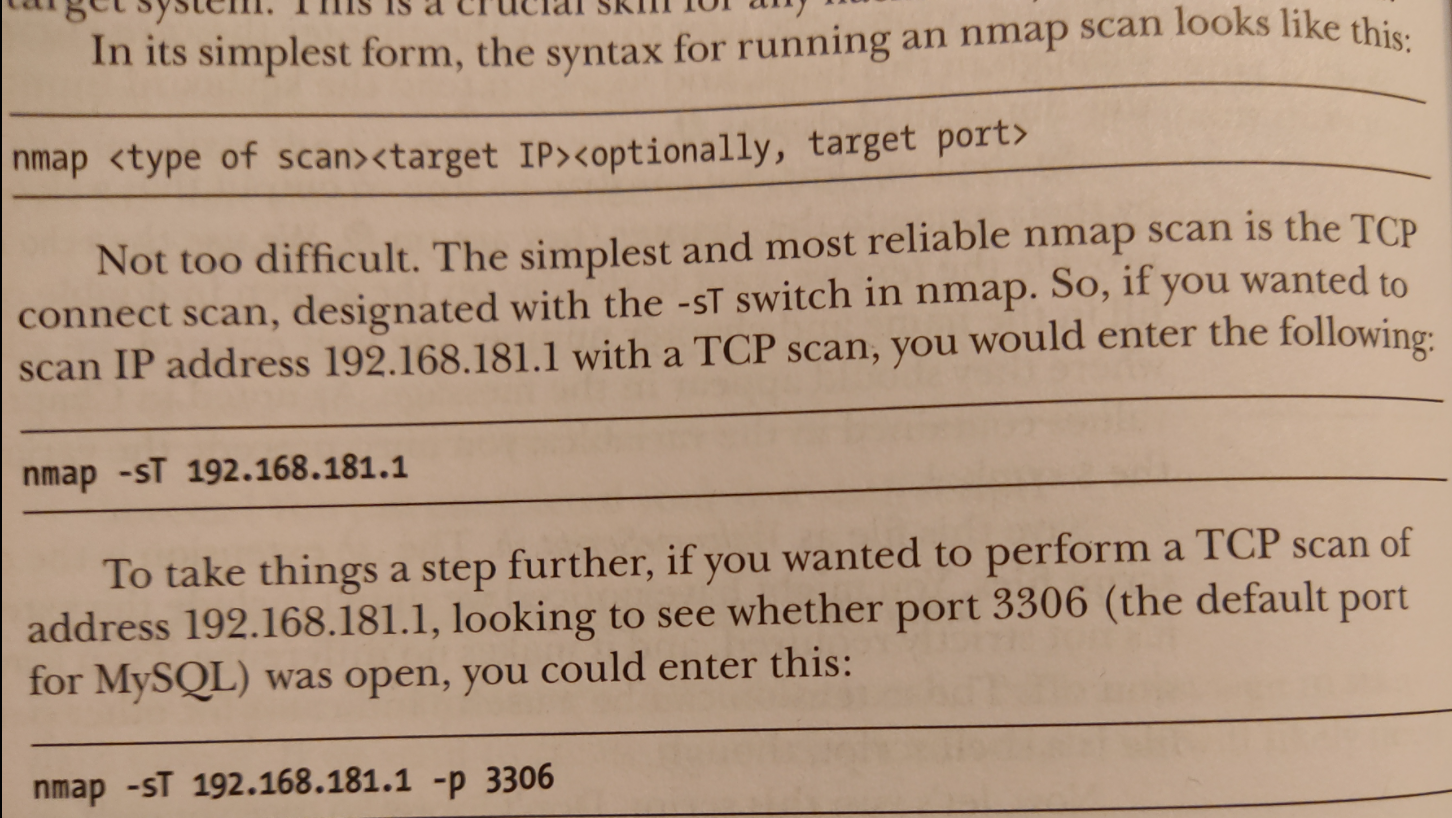 target system. This is a crucial skill for any
In its simplest form, the syntax for running an nmap scan looks like this:
nmap <type of scan><target IP><optionally, target port>
Not too difficult. The simplest and most reliable nmap scan is the TCP
connect scan, designated with the -sT switch in nmap. So, if you wanted to
scan IP address 192.168.181.1 with a TCP scan, you would enter the following:
nmap -sT 192.168.181.1
To take things a step further, if you wanted to perform a TCP scan of
address 192.168.181.1, looking to see whether port 3306 (the default port
for MySQL) was open, you could enter this:
nmap -sT 192.168.181.1 -p 3306